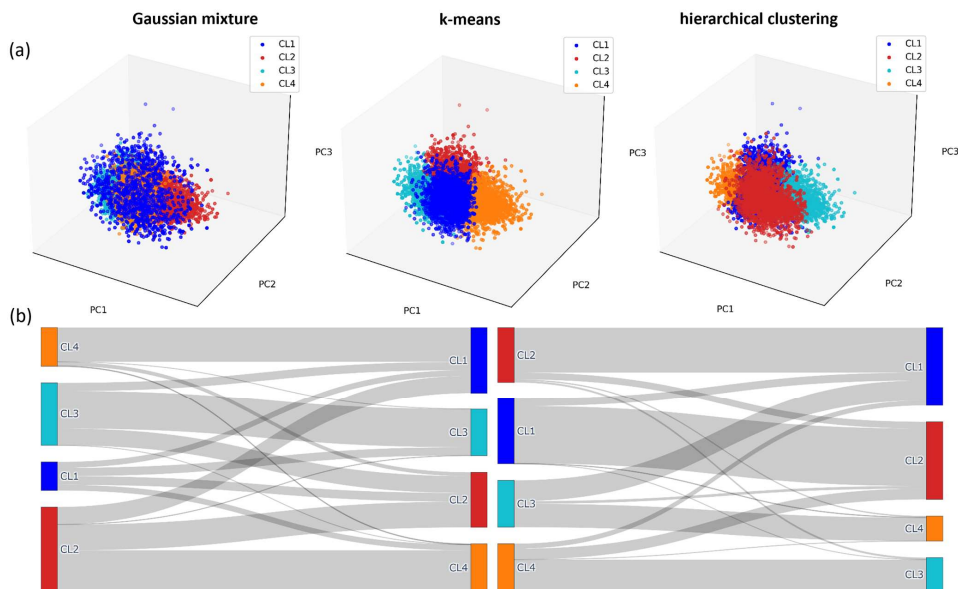 Gaussian mixture
k-means
hierarchical clustering
(a)
CL1
CL2
CL3
CL4
CL1
CL2
CL3
CL4
CL1
CL2
CL3
CL4
PC3
PC3
PC3
PC2
PC2
PC2
PC1
PC1
PC1
(b)
CL4
CL3
CL1
CL2
CL1
CL3
CL2
CL4
CL2
CL1
CL3
CL4
CL1
CL2
CL4
CL3